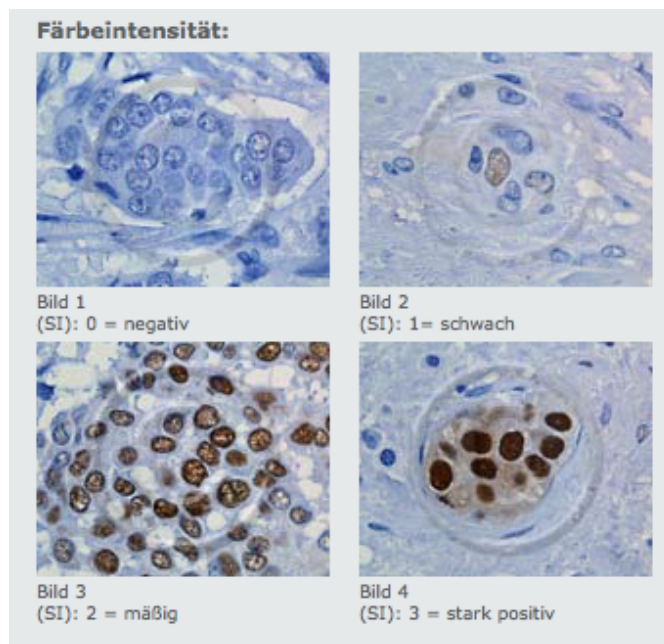 Färbeintensität:
Bild 1
(SI): 0 = negativ
Bild 2
(SI): 1= schwach
Bild 3
(SI): 2 = mäßig
Bild 4
(SI): 3 = stark positiv